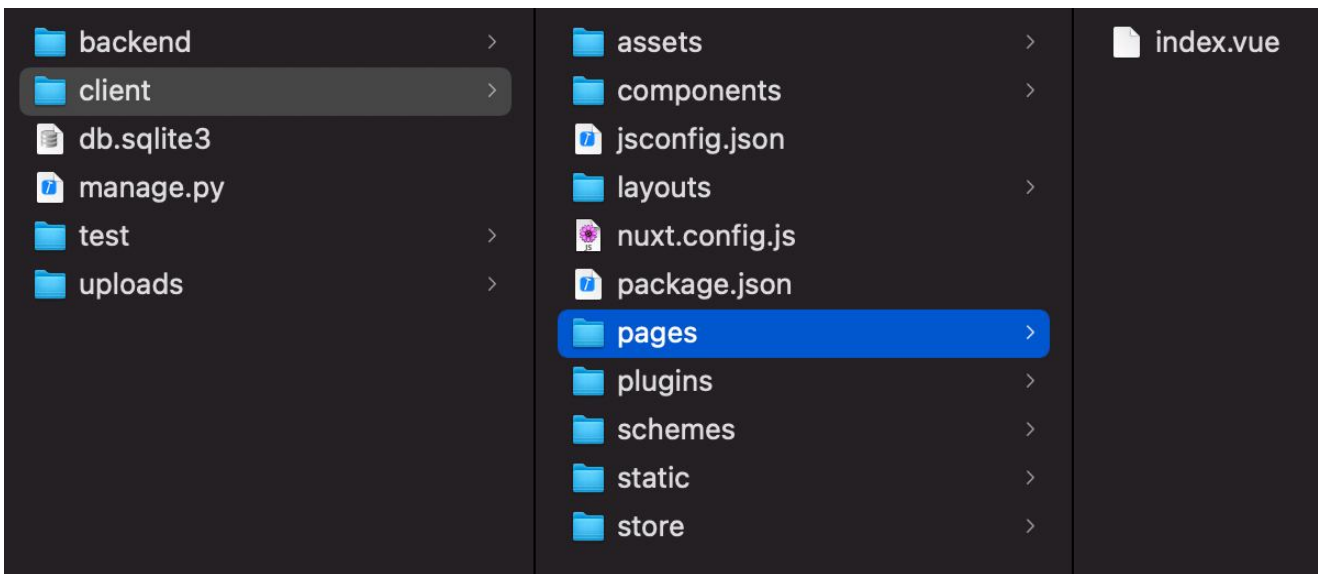 backend
client
db.sqlite3
manage.py
test
uploads
assets
components
jsconfig.json
layouts
nuxt.config.js
package.json
pages
plugins
schemes
static
store
index.vue